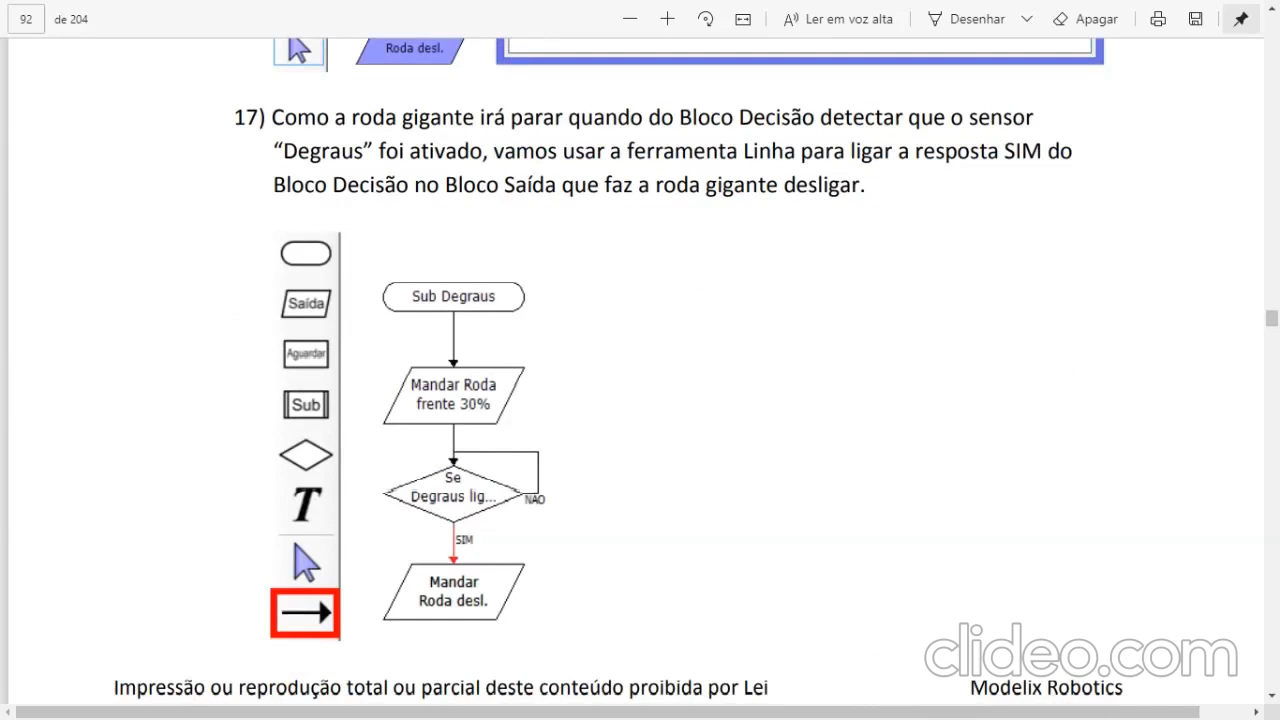 92 de 204
Ler em voz alta
Desenhar
Apagar
Roda desl.
17) Como a roda gigante irá parar quando do Bloco Decisão detectar que o sensor
“Degraus” foi ativado, vamos usar a ferramenta Linha para ligar a resposta SIM do
Bloco Decisão no Bloco Saída que faz a roda gigante desligar.
Saída
Aguardar
Sub
T
Sub Degraus
Mandar Roda
frente 30%
Se
Degraus lig...
NÃO
SIM
Mandar
Roda desl.
clideo.com
Impressão ou reprodução total ou parcial deste conteúdo proibida por Lei
Modelix Robotics